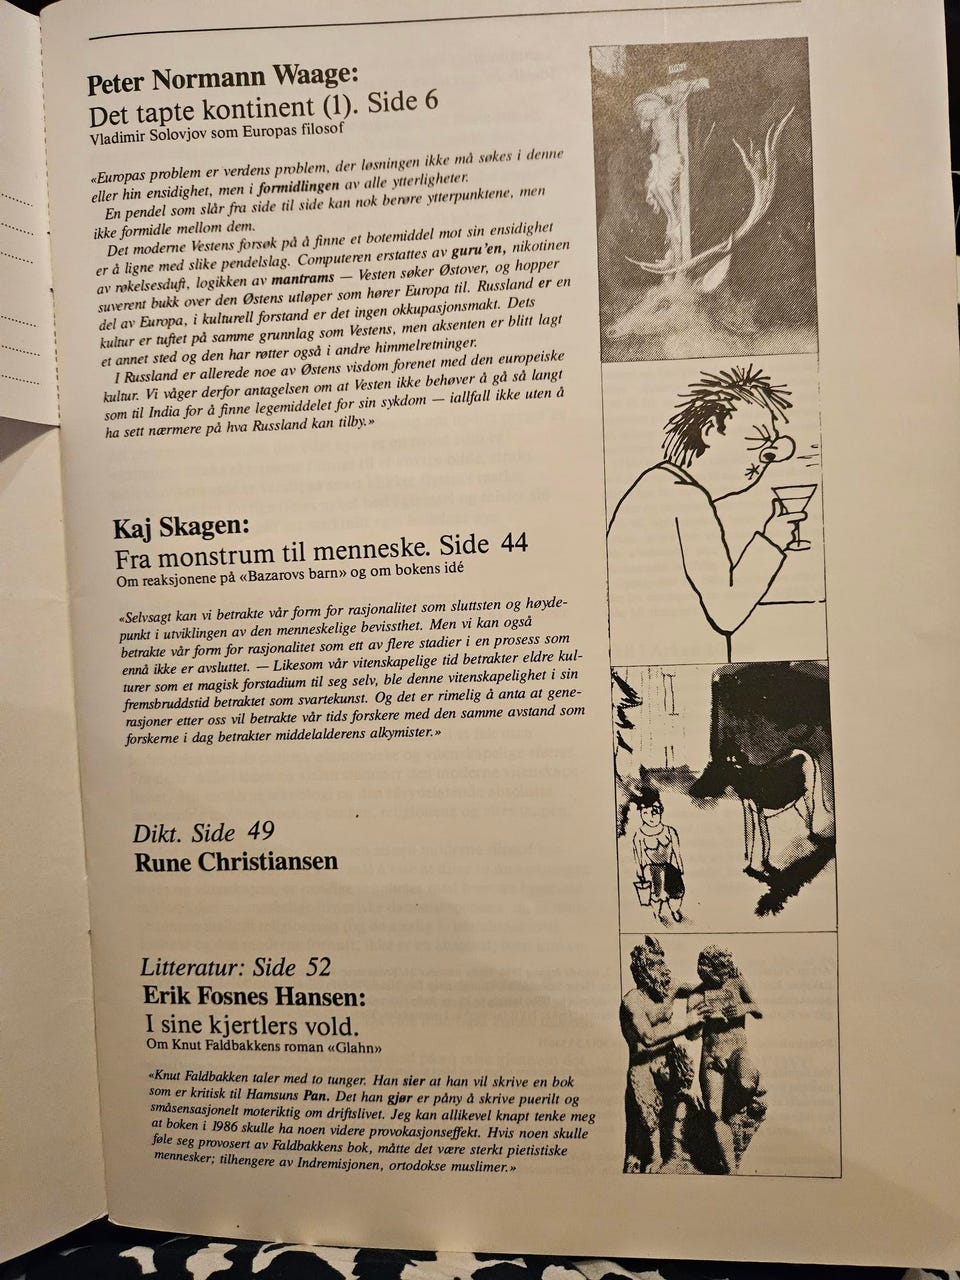 Peter Normann Waage:
Det tapte kontinent (1). Side 6
Vladimir Solovjov som Europas filosof
«Europas problem er verdens problem, der løsningen ikke må søkes i denne
eller hin ensidighet, men i formidlingen av alle ytterligheter.
En pendel som slår fra side til side kan nok berøre ytterpunktene, men
ikke formidle mellom dem.
Det moderne Vestens forsøk på å finne et botemiddel mot sin ensidighet
er å ligne med slike pendelslag. Computeren erstattes av guru'en, nikotinen
av røkelsesduft, logikken av mantrams — Vesten søker Østover, og hopper
suverent bukk over den Østens utløper som hører Europa til. Russland er en
del av Europa, i kulturell forstand er det ingen okkupasjonsmakt. Dets
kultur er tuftet på samme grunnlag som Vestens, men aksenten er blitt lagt
et annet sted og den har røtter også i andre himmelretninger.
I Russland er allerede noe av Østens visdom forenet med den europeiske
kultur. Vi våger derfor antagelsen om at Vesten ikke behøver å gå så langt
som til India for å finne legemiddelet for sin sykdom — iallfall ikke uten å
ha sett nærmere på hva Russland kan tilby.»
Kaj Skagen:
Fra monstrum til menneske. Side 44
Om reaksjonene på «Bazarovs barn» og om bokens idé
«Selvsagt kan vi betrakte vår form for rasjonalitet som sluttsten og høyde-
punkt i utviklingen av den menneskelige bevissthet. Men vi kan også
betrakte vår form for rasjonalitet som ett av flere stadier i en prosess som
ennå ikke er avsluttet. — Likesom vår vitenskapelige tid betrakter eldre kul-
turer som et magisk forstadium til seg selv, ble denne vitenskapelighet i sin
fremsbruddstid betraktet som svartekunst. Og det er rimelig å anta at gene-
rasjoner etter oss vil betrakte vår tids forskere med den samme avstand som
forskerne i dag betrakter middelalderens alkymister.»
Dikt. Side 49
Rune Christiansen
Litteratur: Side 52
Erik Fosnes Hansen:
I sine kjertlers vold.
Om Knut Faldbakkens roman «Glahn»
«Knut Faldbakken taler med to tunger. Han sier at han vil skrive en bok
som er kritisk til Hamsuns Pan. Det han gjør er påny å skrive puerilt og
småsensasjonelt moteriktig om driftslivet. Jeg kan allikevel knapt tenke meg
at boken i 1986 skulle ha noen videre provokasjonseffekt. Hvis noen skulle
føle seg provosert av Faldbakkens bok, måtte det være sterkt pietistiske
mennesker; tilhengere av Indremisjonen, ortodokse muslimer.»